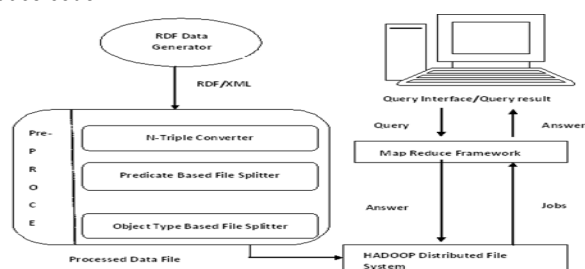 RDF Data
Generator
RDF/XML
Pre-
P
R
O
C
E
N-Triple Converter
Predicate Based File Splitter
Object Type Based File Splitter
Processed Data File
Query Interface/Query result
Query
Answer
Map Reduce Framework
Answer
Jobs
HADOOP Distributed File
System